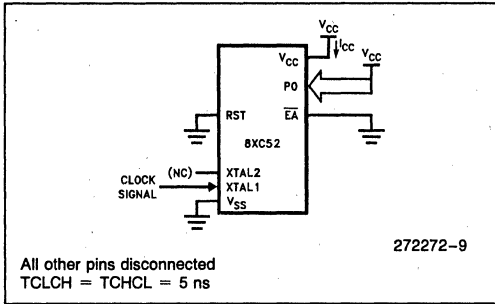 VCC
ICC
VCC
VCC
P0
RST
EA
8XC52
(NC)
XTAL2
CLOCK SIGNAL
XTAL1
VSS
272272-9
All other pins disconnected
TCLCH = TCHCL = 5 ns